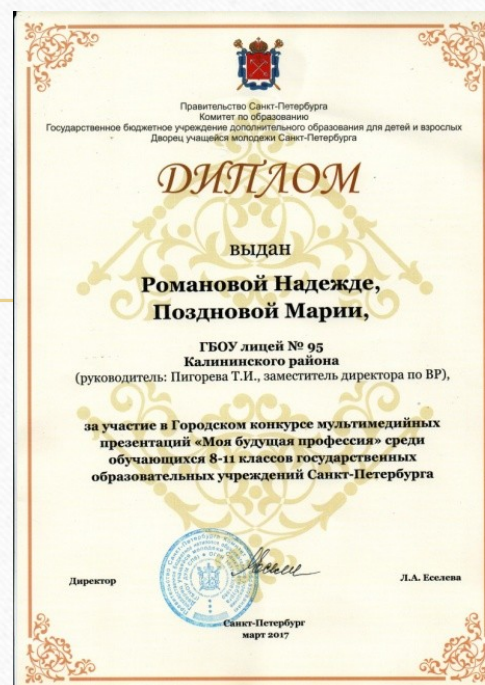 Правительство Санкт-Петербурга
Комитет по образованию
Государственное бюджетное учреждение дополнительного образования для детей и взрослых
Дворец учащейся молодежи Санкт-Петербурга
ДИПЛОМ
выдан
Романовой Надежде,
Поздновой Марии,
ГБОУ лицей № 95
Калининского района
(руководитель: Пигорева Т.И., заместитель директора по ВР),
за участие в Городском конкурсе мультимедийных
презентаций «Моя будущая профессия» среди
обучающихся 8-11 классов государственных
образовательных учреждений Санкт-Петербурга
Директор
Л.А. Еселева
Санкт-Петербург
март 2017